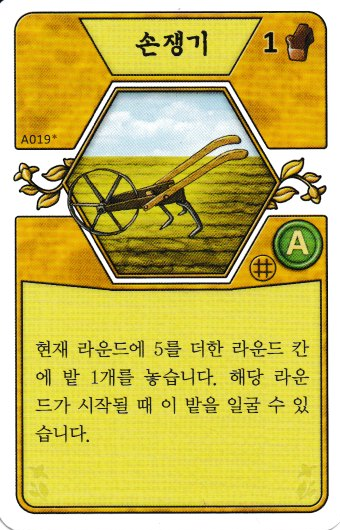 손쟁기
1
A019*
A
현재 라운드에 5를 더한 라운드 칸
에 밭 1개를 놓습니다. 해당 라운
드가 시작될 때 이 밭을 일굴 수 있
습니다.